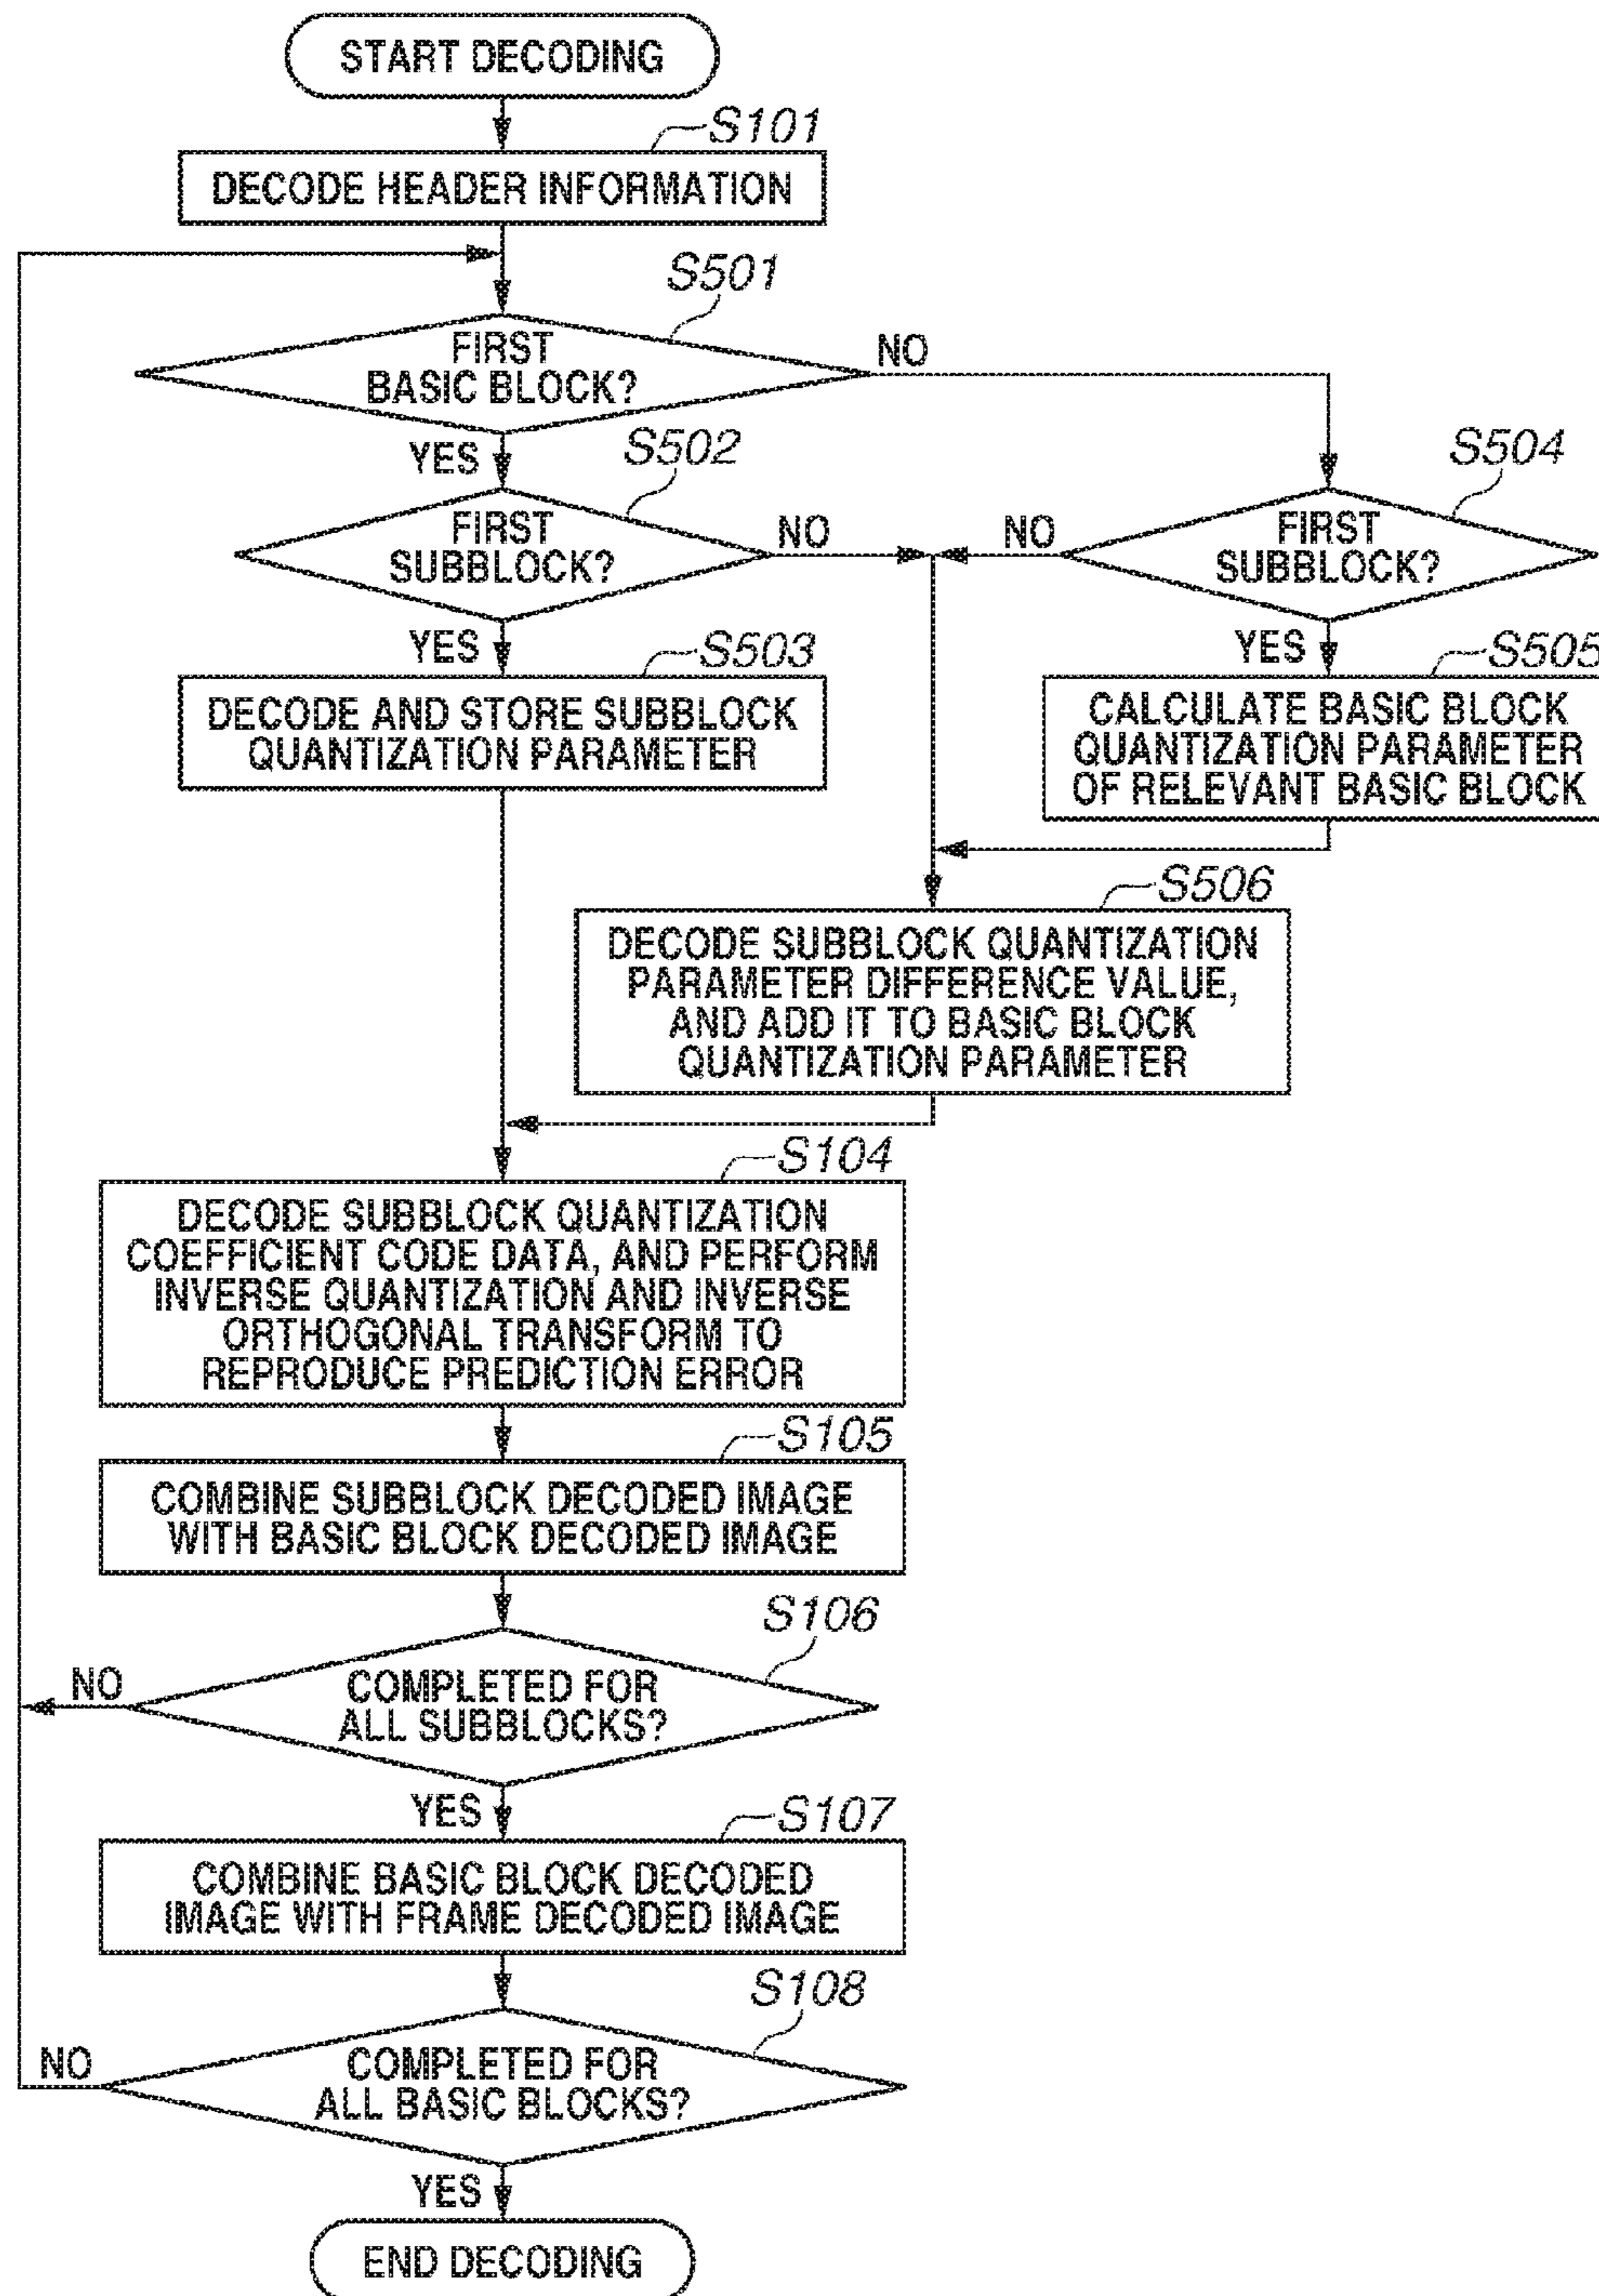 START DECODING
S101
DECODE HEADER INFORMATION
S501
FIRST
BASIC BLOCK?
NO
YES
S502
FIRST
SUBBLOCK?
NO
S504
NO
FIRST
SUBBLOCK?
YES
S503
DECODE AND STORE SUBBLOCK
QUANTIZATION PARAMETER
YES
S505
CALCULATE BASIC BLOCK
QUANTIZATION PARAMETER
OF RELEVANT BASIC BLOCK
S506
DECODE SUBBLOCK QUANTIZATION
PARAMETER DIFFERENCE VALUE,
AND ADD IT TO BASIC BLOCK
QUANTIZATION PARAMETER
S104
DECODE SUBBLOCK QUANTIZATION
COEFFICIENT CODE DATA, AND PERFORM
INVERSE QUANTIZATION AND INVERSE
ORTHOGONAL TRANSFORM TO
REPRODUCE PREDICTION ERROR
S105
COMBINE SUBBLOCK DECODED IMAGE
WITH BASIC BLOCK DECODED IMAGE
S106
NO
COMPLETED FOR
ALL SUBBLOCKS?
YES
S107
COMBINE BASIC BLOCK DECODED
IMAGE WITH FRAME DECODED IMAGE
S108
NO
COMPLETED FOR
ALL BASIC BLOCKS?
YES
END DECODING